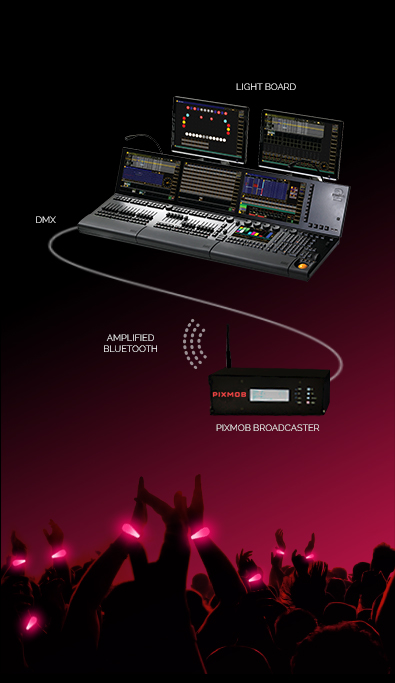 LIGHT BOARD
DMX
AMPLIFIED
BLUETOOTH
PIXMOB
PIXMOB BROADCASTER